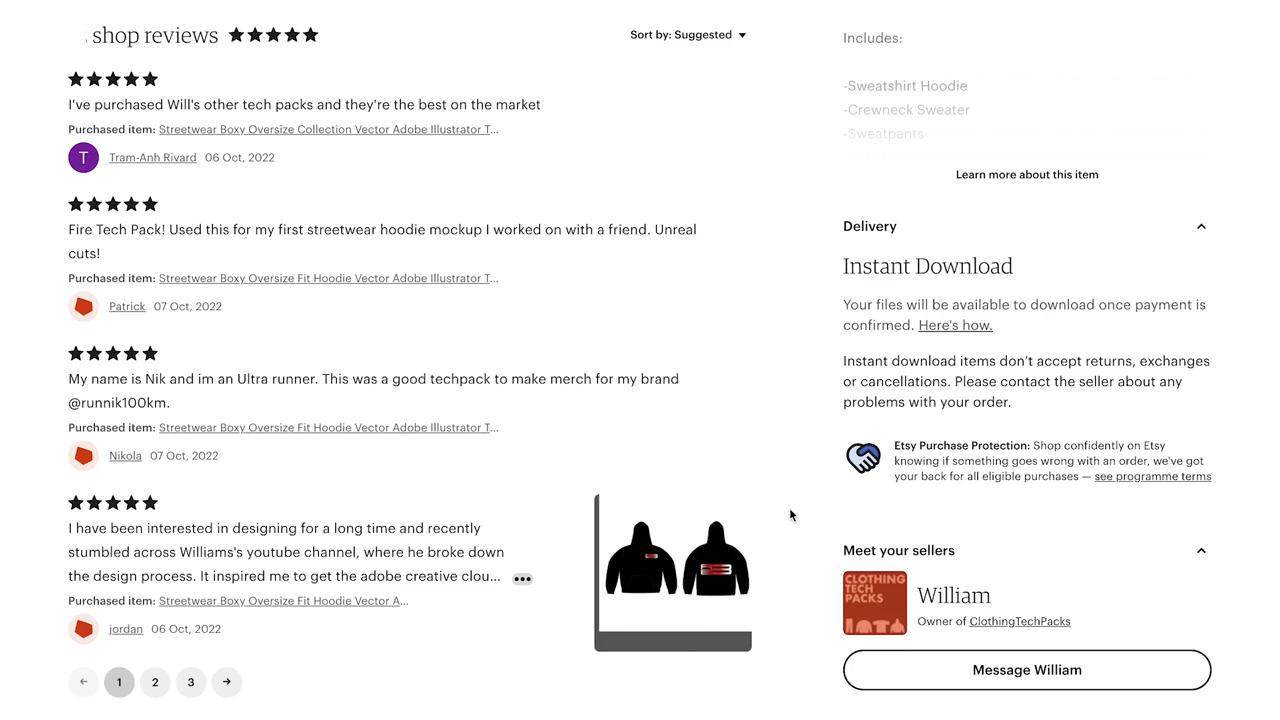 shop reviews
Sort by: Suggested
I've purchased Will's other tech packs and they're the best on the market
Purchased item: Streetwear Boxy Oversize Collection Vector Adobe Illustrator T...
T
Tram-Anh Rivard 06 Oct, 2022
Fire Tech Pack! Used this for my first streetwear hoodie mockup I worked on with a friend. Unreal
cuts!
Purchased item: Streetwear Boxy Oversize Fit Hoodie Vector Adobe Illustrator T...
Patrick 07 Oct, 2022
My name is Nik and im an Ultra runner. This was a good techpack to make merch for my brand
@runnik100km.
Purchased item: Streetwear Boxy Oversize Fit Hoodie Vector Adobe Illustrator T...
Nikola 07 Oct, 2022
I have been interested in designing for a long time and recently
stumbled across Williams's youtube channel, where he broke down
the design process. It inspired me to get the adobe creative clou...
Purchased item: Streetwear Boxy Oversize Fit Hoodie Vector A...
jordan 06 Oct, 2022
1 2 3
Includes:
-Sweatshirt Hoodie
-Crewneck Sweater
-Sweatpants
Learn more about this item
Delivery
Instant Download
Your files will be available to download once payment is
confirmed. Here's how.
Instant download items don’t accept returns, exchanges
or cancellations. Please contact the seller about any
problems with your order.
Etsy Purchase Protection: Shop confidently on Etsy
knowing if something goes wrong with an order, we've got
your back for all eligible purchases — see programme terms
Meet your sellers
CLOTHING
TECH
PACKS
William
Owner of ClothingTechPacks
Message William